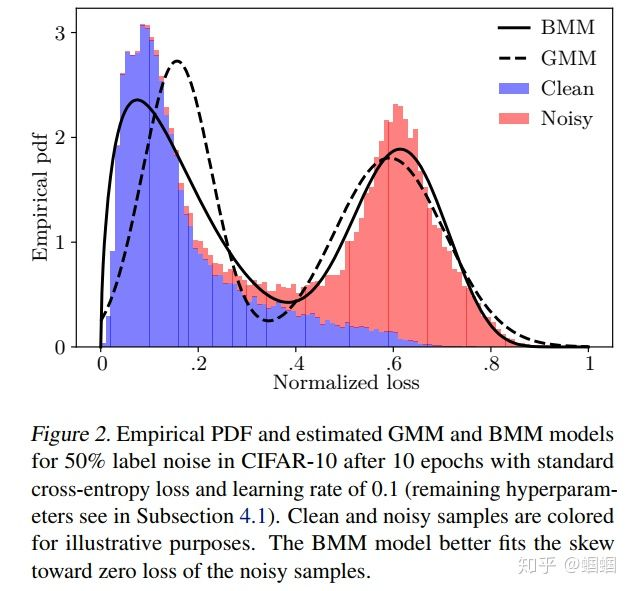 BMM
GMM
Clean
Noisy
Empirical pdf
3
2
1
0
0
.2
.4
.6
.8
1
Normalized loss
Figure 2. Empirical PDF and estimated GMM and BMM models
for 50% label noise in CIFAR-10 after 10 epochs with standard
cross-entropy loss and learning rate of 0.1 (remaining hyperparam-
eters see in Subsection 4.1). Clean and noisy samples are colored
for illustrative purposes. The BMM model better fits the skew
toward zero loss of the noisy samples.
知乎 @蝈蝈